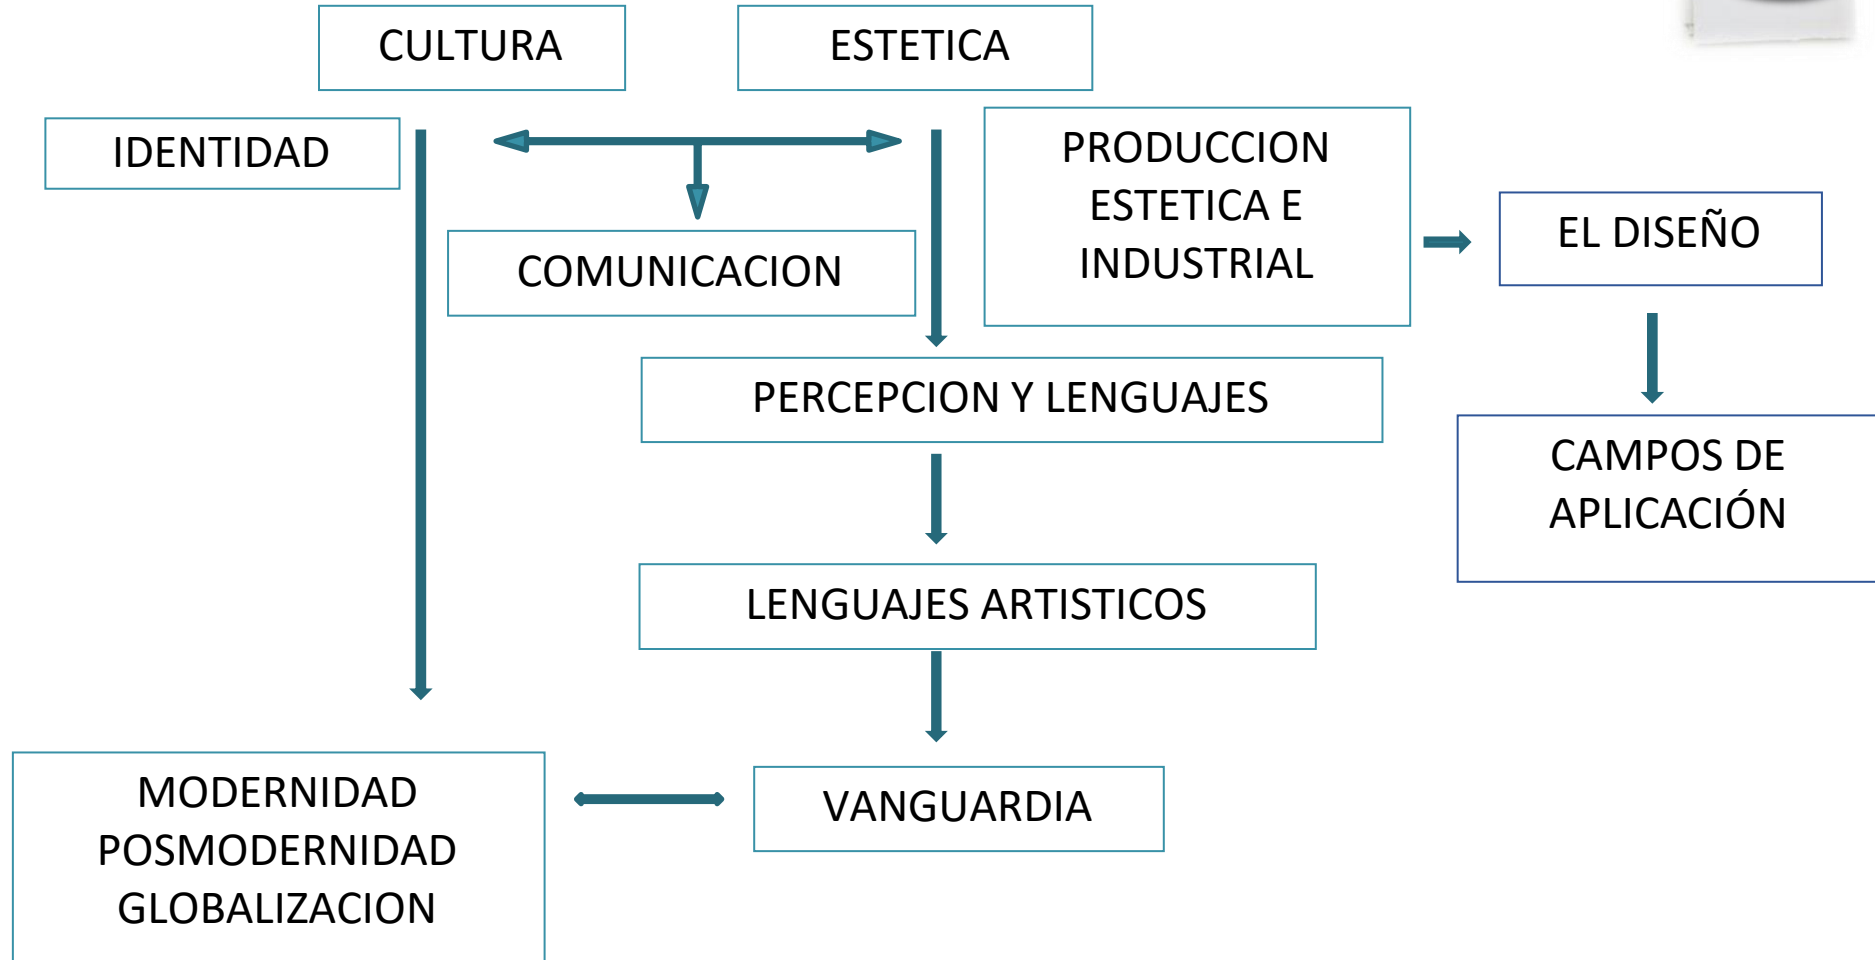 CULTURA
ESTETICA
IDENTIDAD
PRODUCCION
ESTETICA E
INDUSTRIAL
EL DISEÑO
COMUNICACION
PERCEPCION Y LENGUAJES
CAMPOS DE
APLICACIÓN
LENGUAJES ARTISTICOS
MODERNIDAD
POSMODERNIDAD
GLOBALIZACION
VANGUARDIA